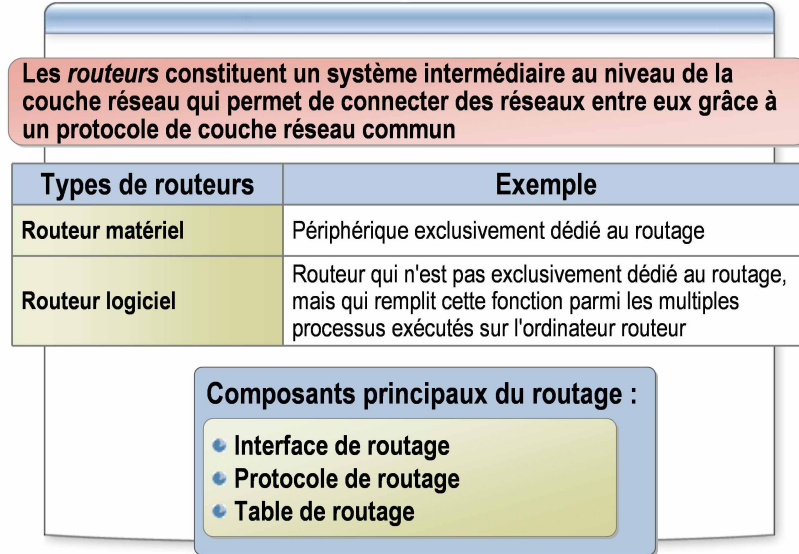 Les routeurs constituent un système intermédiaire au niveau de la
couche réseau qui permet de connecter des réseaux entre eux grâce à
un protocole de couche réseau commun
Types de routeurs
Exemple
Routeur matériel
Périphérique exclusivement dédié au routage
Routeur logiciel
Routeur qui n'est pas exclusivement dédié au routage,
mais qui remplit cette fonction parmi les multiples
processus exécutés sur l'ordinateur routeur
Composants principaux du routage :
Interface de routage
Protocole de routage
Table de routage